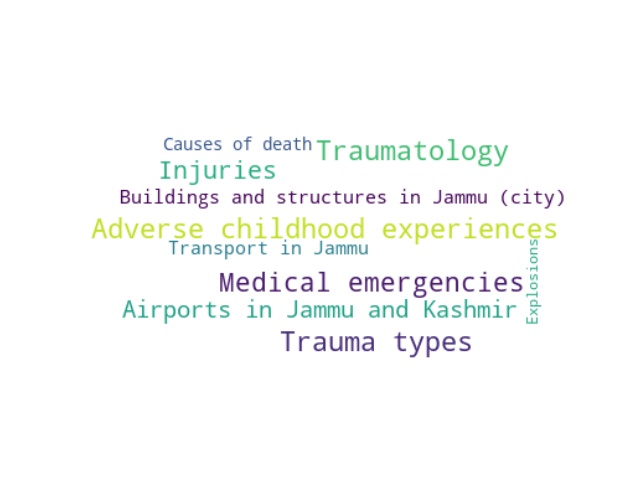 Causes of death
Traumatology
Injuries
Buildings and structures in Jammu (city)
Adverse childhood experiences
Transport in Jammu
Explosions
Medical emergencies
Airports in Jammu and Kashmir
Trauma types